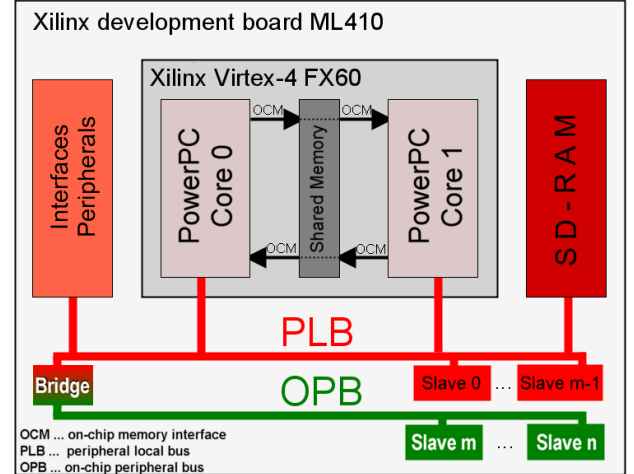 Xilinx development board ML410
Xilinx Virtex-4 FX60
Interfaces
Peripherals
PowerPC
Core 0
OCM
OCM
Shared Memory
OCM
OCM
PowerPC
Core 1
SD-RAM
PLB
Bridge
OPB
Slave 0 ... Slave m-1
Slave m ... Slave n
OCM ... on-chip memory interface
PLB ... peripheral local bus
OPB ... on-chip peripheral bus